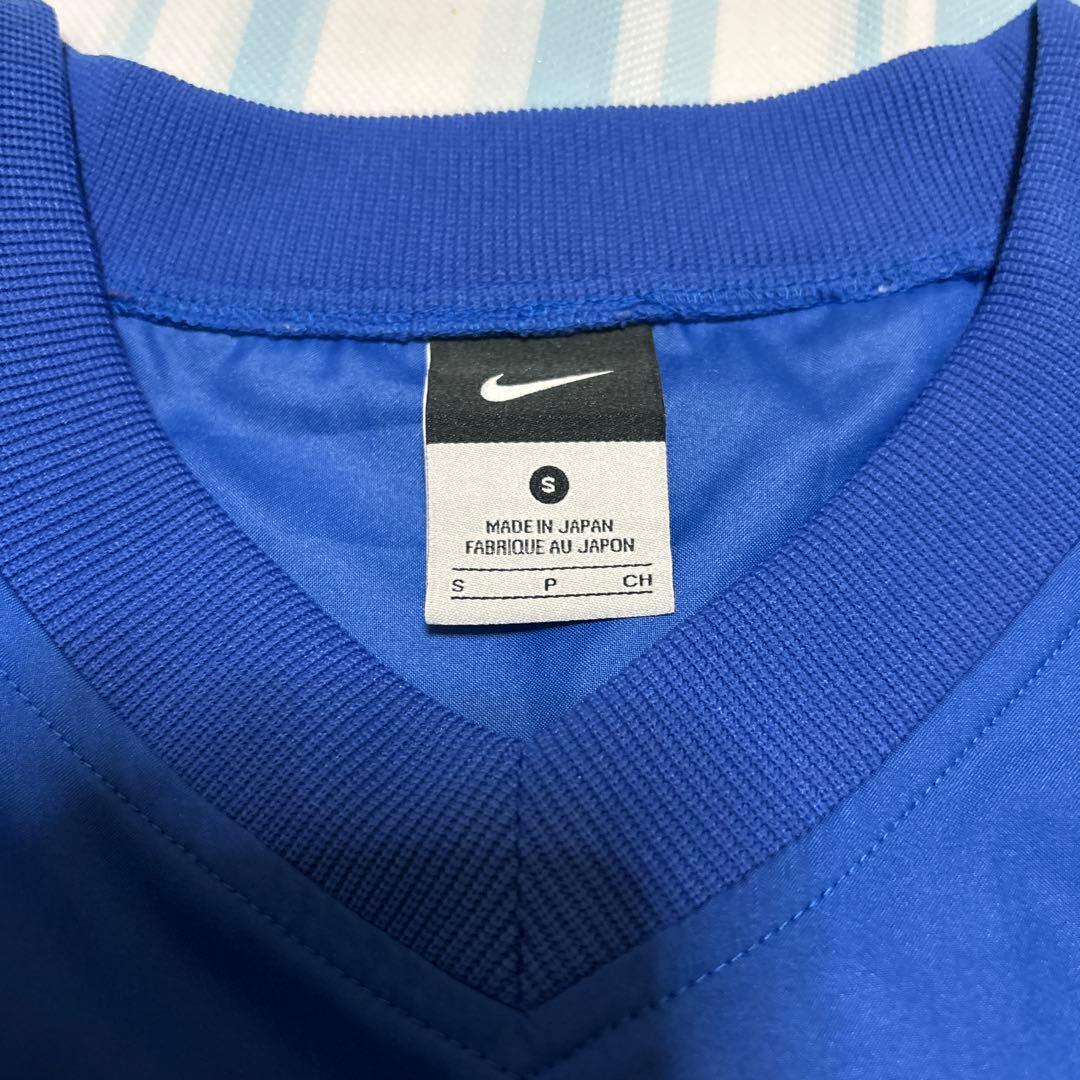 S
MADE IN JAPAN
FABRIQUE AU JAPON
S P CH